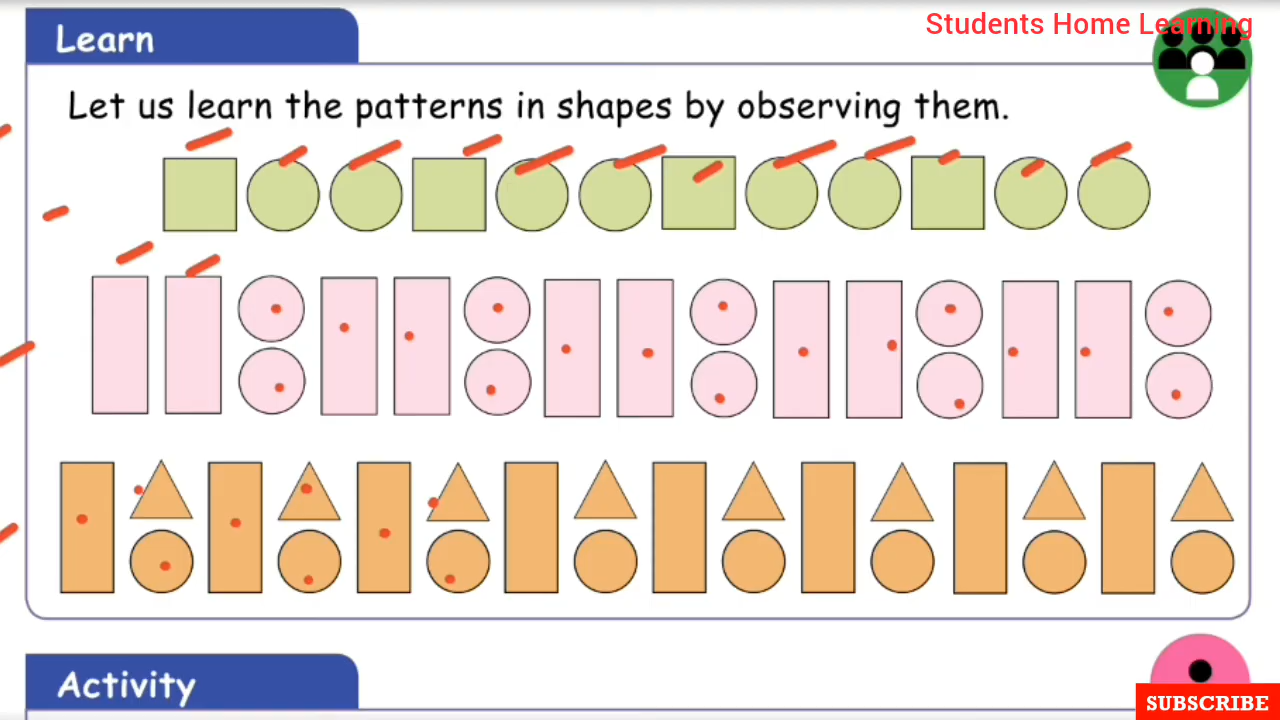 Students Home Learning
Learn
Let us learn the patterns in shapes by observing them.
Activity
SUBSCRIBE